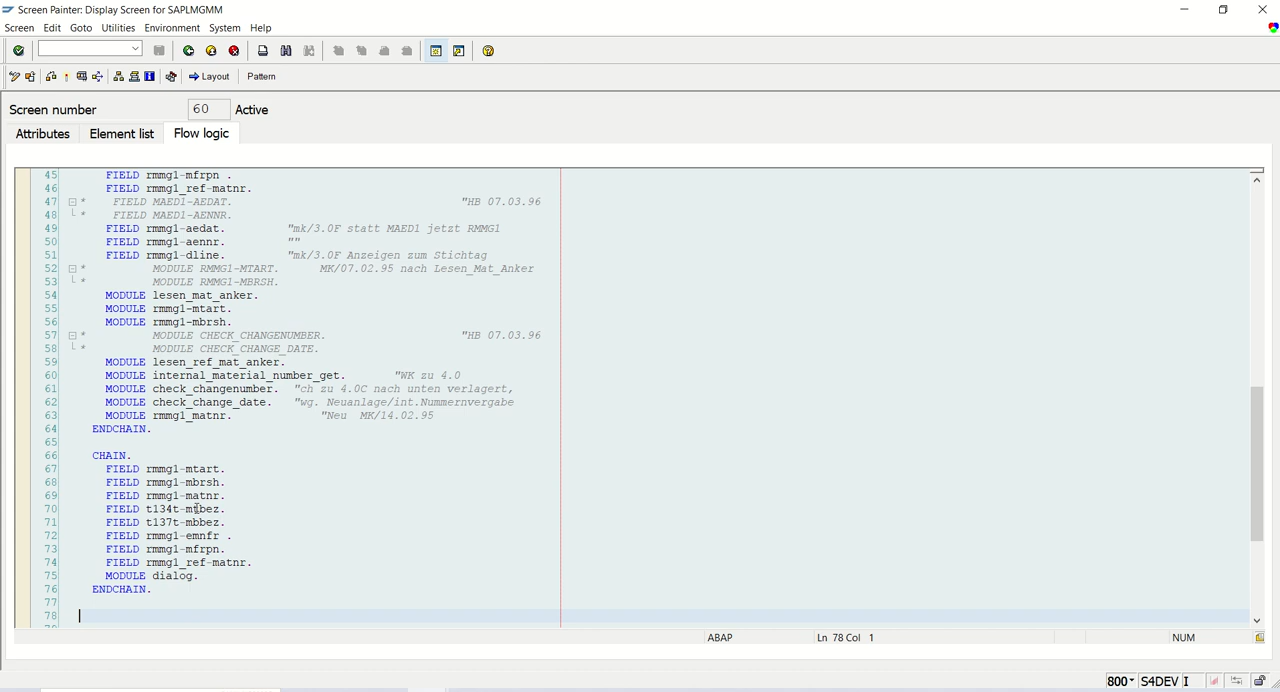 Screen Painter: Display Screen for SAPLMGMM
Screen Edit Goto Utilities Environment System Help
Layout Pattern
Screen number 60 Active
Attributes Element list Flow logic
45 FIELD rmmg1-mfrpn .
46 FIELD rmmg1_ref-matnr.
47 * FIELD MAED1-AEDAT. "HB 07.03.96
48 * FIELD MAED1-AENNR.
49 FIELD rmmg1-aedat. "mk/3.0F statt MAED1 jetzt RMMG1
50 FIELD rmmg1-aennr. ""
51 FIELD rmmg1-dline. "mk/3.0F Anzeigen zum Stichtag
52 * MODULE RMMG1-MTART. MK/07.02.95 nach Lesen_Mat_Anker
53 * MODULE RMMG1-MBRSH.
54 MODULE lesen_mat_anker.
55 MODULE rmmg1-mtart.
56 MODULE rmmg1-mbrsh.
57 * MODULE CHECK_CHANGENUMBER. "HB 07.03.96
58 * MODULE CHECK_CHANGE_DATE.
59 MODULE lesen_ref_mat_anker.
60 MODULE internal_material_number_get. "WK zu 4.0
61 MODULE check_changenumber. "ch zu 4.0C nach unten verlagert,
62 MODULE check_change_date. "wg. Neuanlage/int.Nummernvergabe
63 MODULE rmmg1_matnr. "Neu MK/14.02.95
64 ENDCHAIN.
65
66 CHAIN.
67 FIELD rmmg1-mtart.
68 FIELD rmmg1-mbrsh.
69 FIELD rmmg1-matnr.
70 FIELD t134t-mtbez.
71 FIELD t137t-mbbez.
72 FIELD rmmg1-emnfr .
73 FIELD rmmg1-mfrpn.
74 FIELD rmmg1_ref-matnr.
75 MODULE dialog.
76 ENDCHAIN.
77
78
ABAP Ln 78 Col 1 NUM
800 S4DEV I